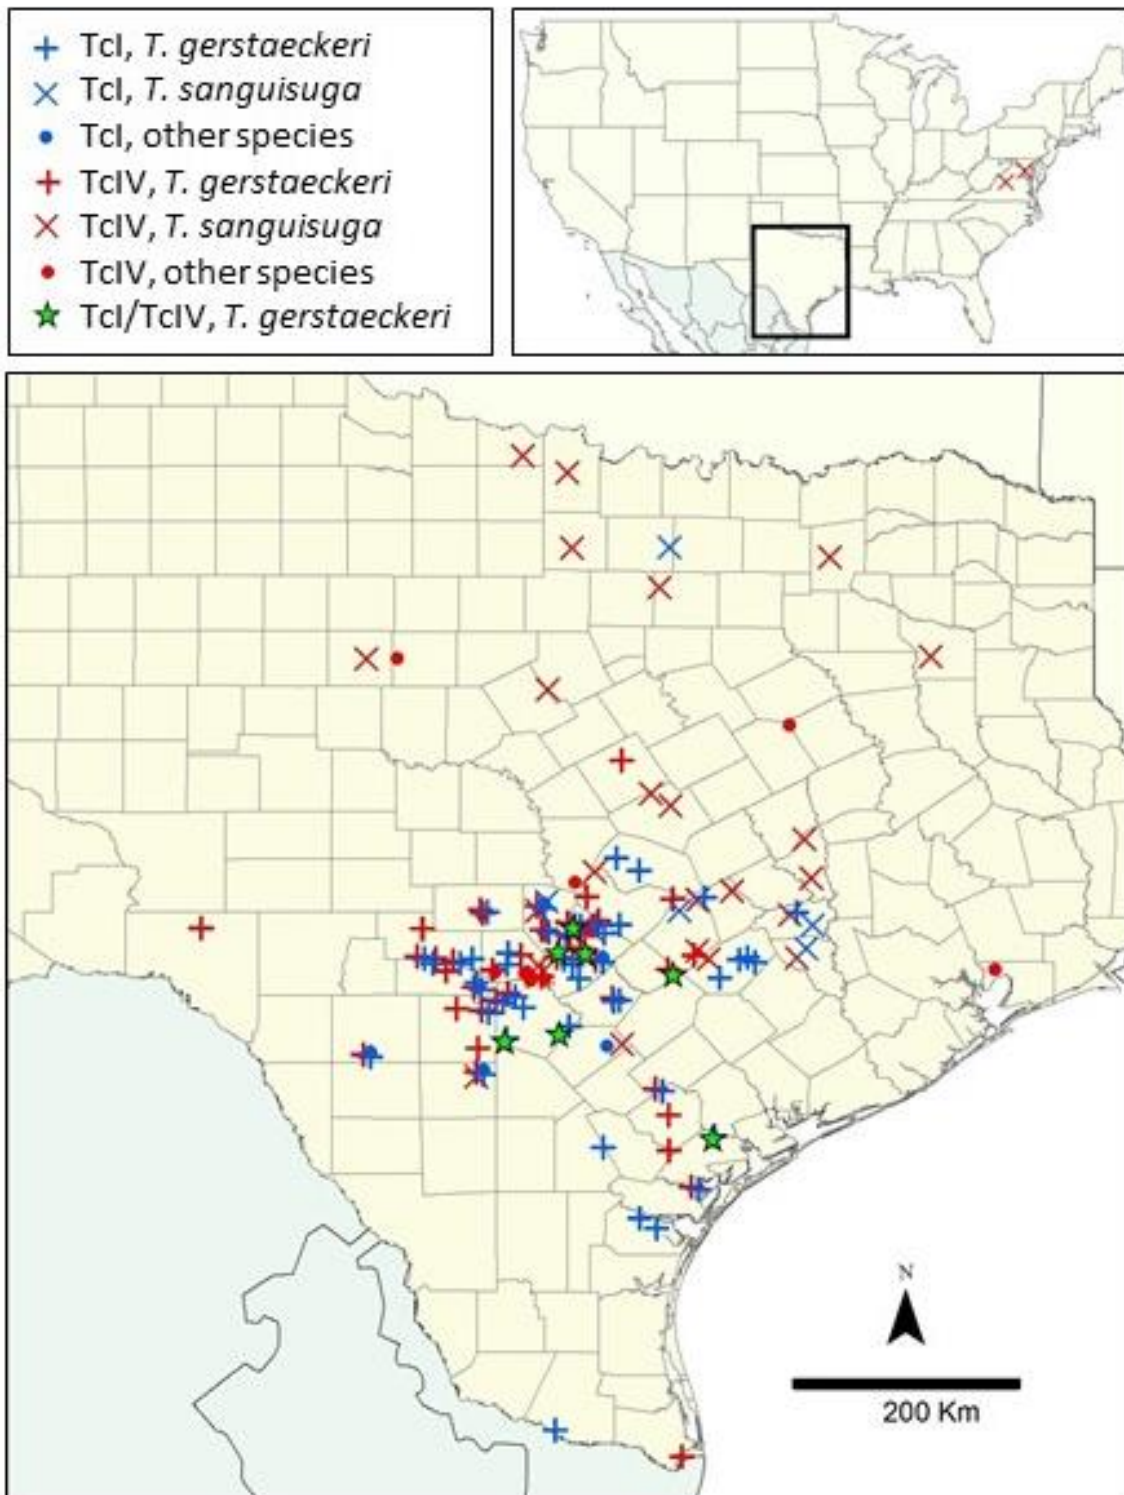 TcI, T. gerstaeckeri
TcI, T. sanguisuga
TcI, other species
TcIV, T. gerstaeckeri
TcIV, T. sanguisuga
TcIV, other species
TcI/TcIV, T. gerstaeckeri
N
200 Km